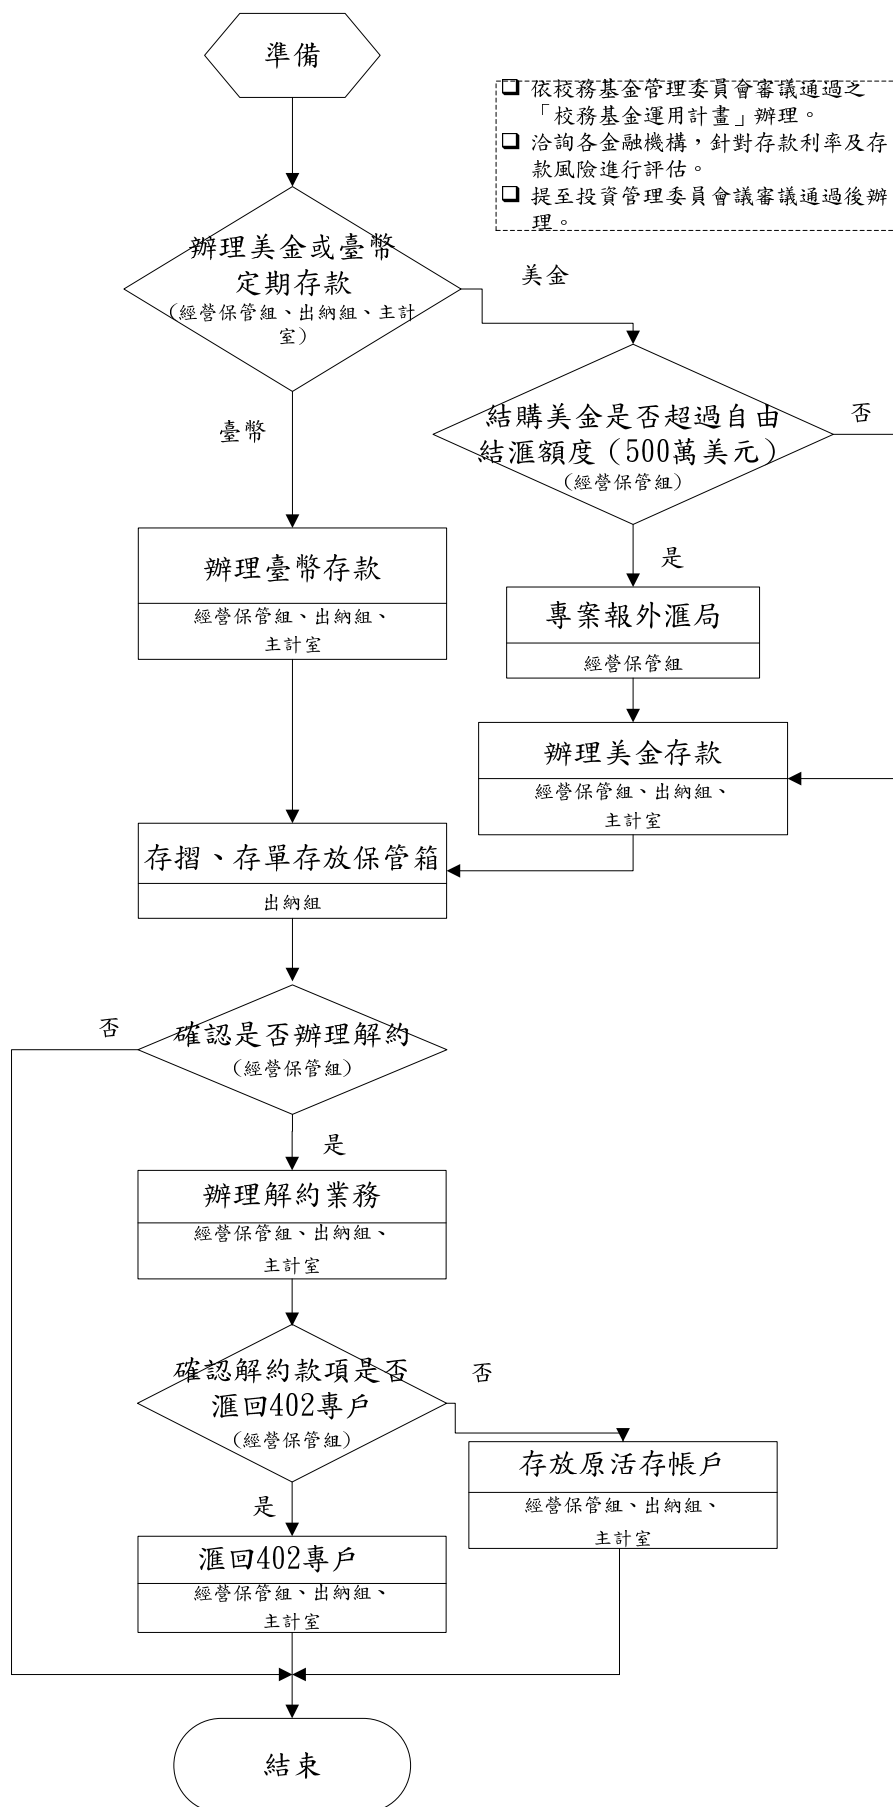 準備
❑ 依校務基金管理委員會審議通過之
「校務基金運用計畫」辦理。
❑ 洽詢各金融機構，針對存款利率及存
款風險進行評估。
❑ 提至投資管理委員會議審議通過後辦
理。
辦理美金或臺幣
定期存款
（經營保管組、出納組、主計
室）
美金
臺幣
結購美金是否超過自由
結滙額度（500萬美元）
（經營保管組）
否
是
辦理臺幣存款
經營保管組、出納組、
主計室
專案報外滙局
經營保管組
辦理美金存款
經營保管組、出納組、
主計室
存摺、存單存放保管箱
出納組
確認是否辦理解約
（經營保管組）
否
是
辦理解約業務
經營保管組、出納組、
主計室
確認解約款項是否
滙回402專戶
（經營保管組）
否
是
存放原活存帳戶
經營保管組、出納組、
主計室
滙回402專戶
經營保管組、出納組、
主計室
結束